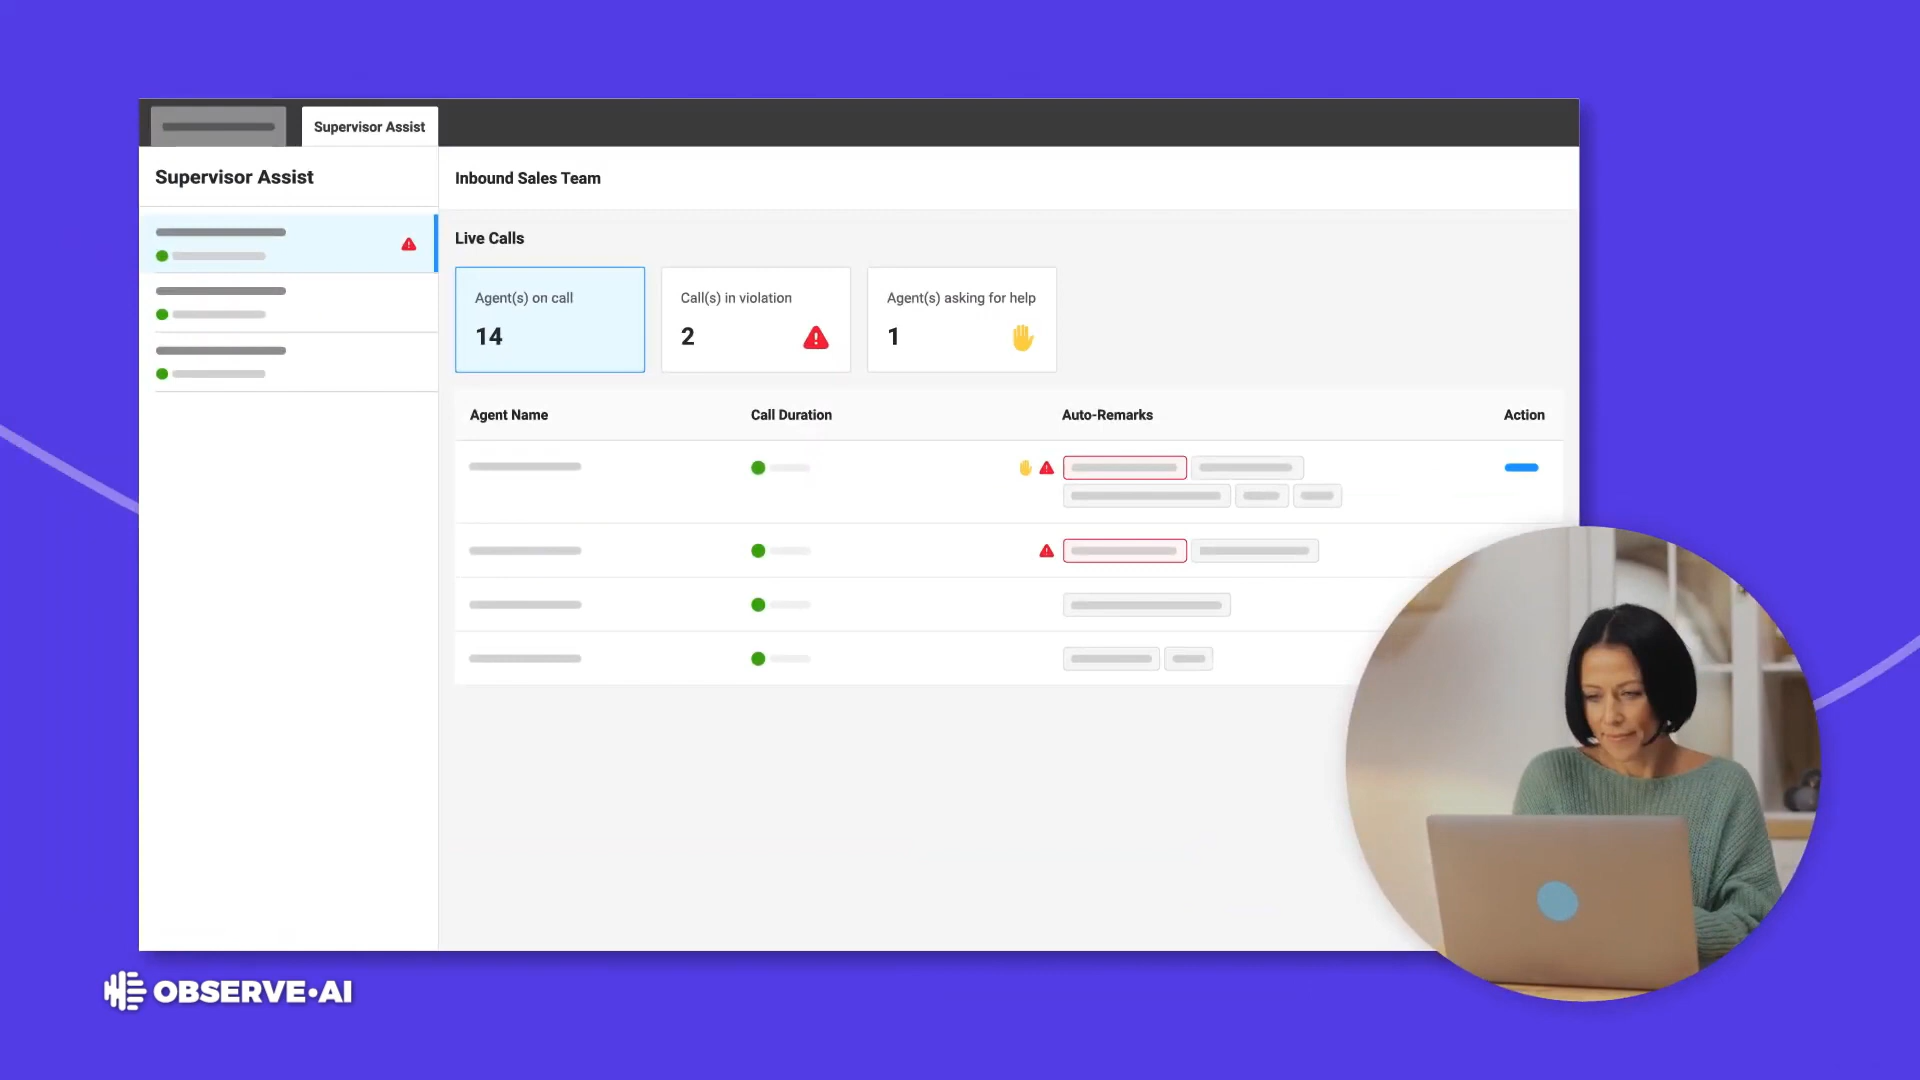 Supervisor Assist
Supervisor Assist
Inbound Sales Team
Live Calls
Agent(s) on call
14
Call(s) in violation
2
Agent(s) asking for help
1
Agent Name
Call Duration
Auto-Remarks
Action
OBSERVE•AI